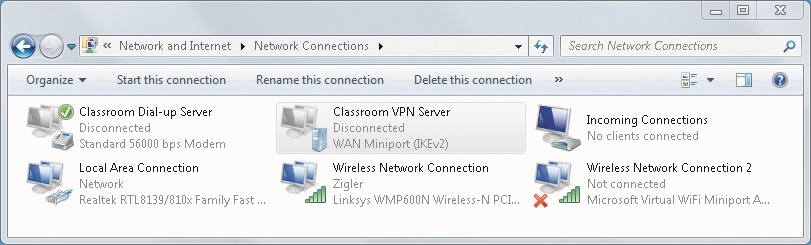 « Network and Internet ▸ Network Connections ▸
Search Network Connections
Organize ▾ Start this connection Rename this connection Delete this connection »
Classroom Dial-up Server
Disconnected
Standard 56000 bps Modem
Classroom VPN Server
Disconnected
WAN Miniport (IKEv2)
Incoming Connections
No clients connected
Local Area Connection
Network
Realtek RTL8139/810x Family Fast ...
Wireless Network Connection
Zigler
Linksys WMP600N Wireless-N PCI...
Wireless Network Connection 2
Not connected
Microsoft Virtual WiFi Miniport A...